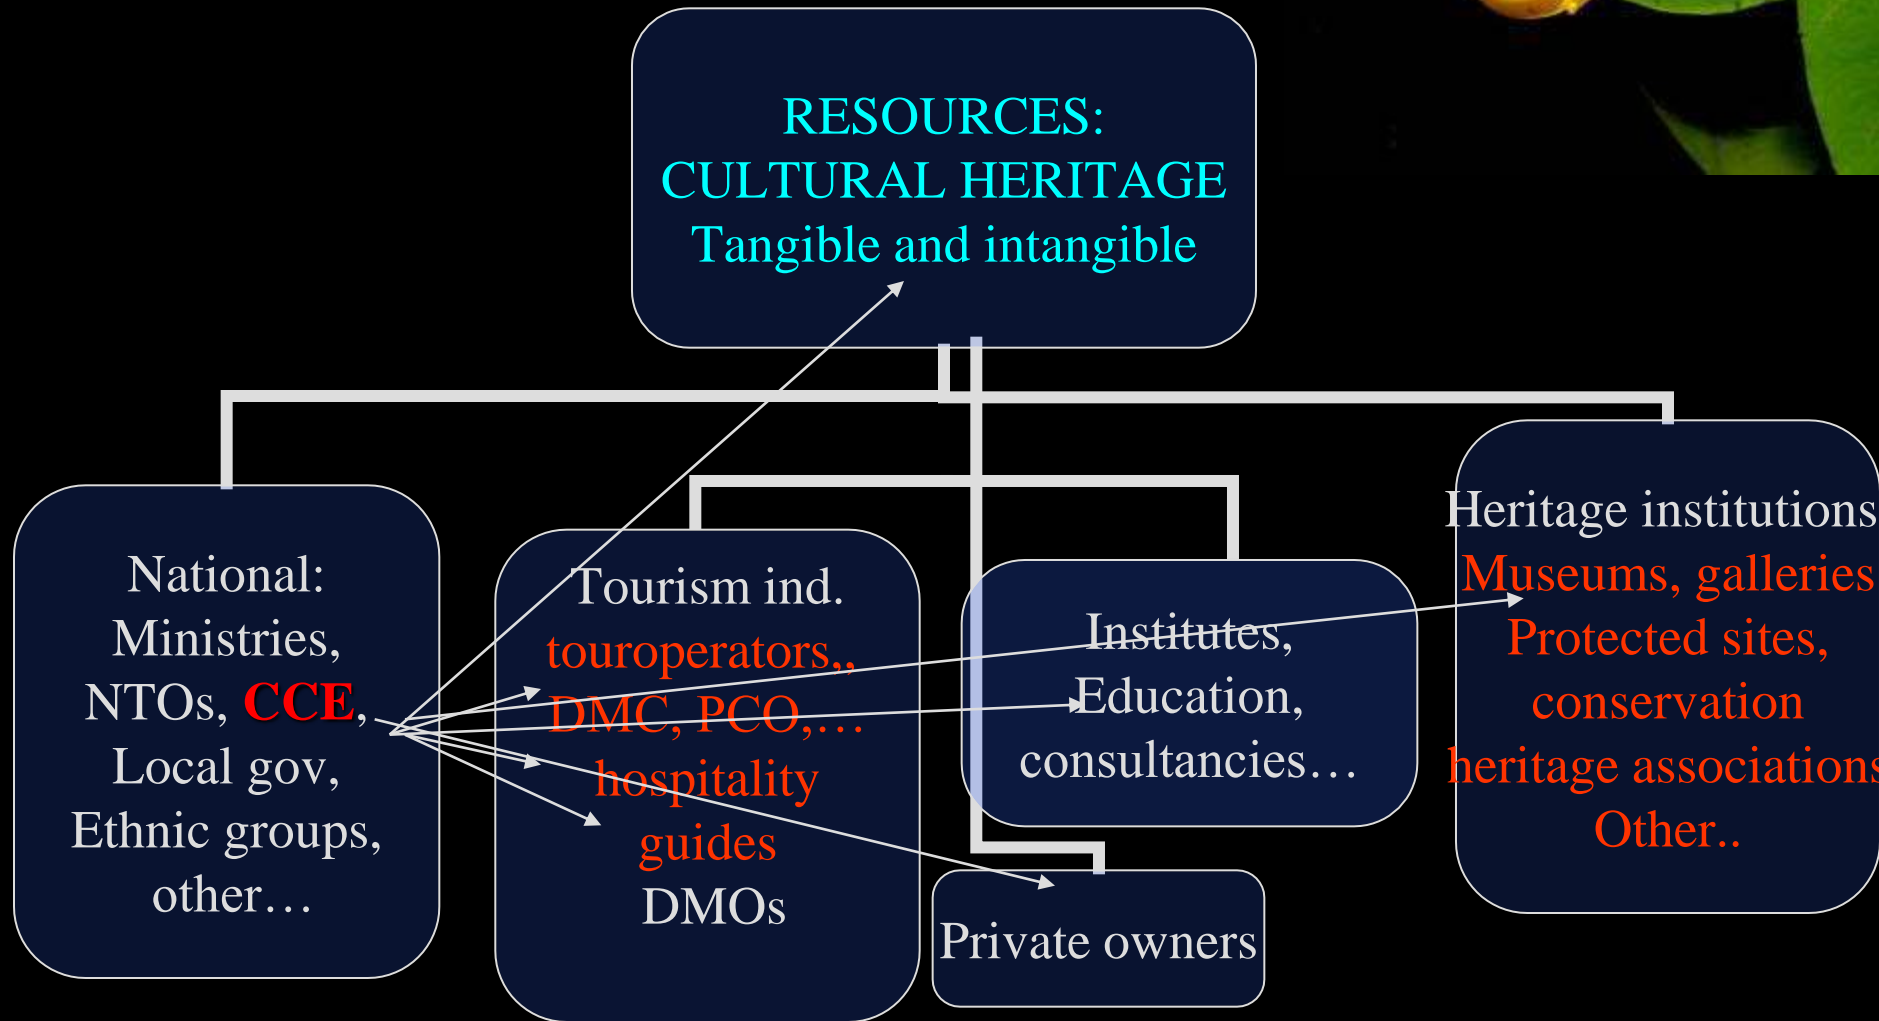 RESOURCES:
CULTURAL HERITAGE
Tangible and intangible
National:
Ministries,
NTOs, CCE,
Local gov,
Ethnic groups,
other…
Tourism ind.
touroperators,,
DMC, PCO,…
hospitality
guides
DMOs
Institutes,
Education,
consultancies…
Private owners
Heritage institutions
Museums, galleries
Protected sites,
conservation
heritage associations
Other..